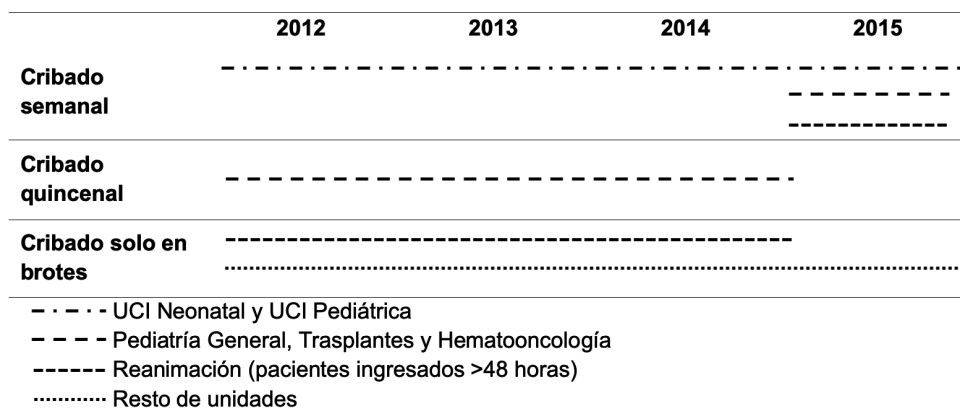 2012 2013 2014 2015
Cribado
semanal
Cribado
quincenal
Cribado solo en
brotes
UCI Neonatal y UCI Pediátrica
Pediatría General, Trasplantes y Hematooncología
Reanimación (pacientes ingresados >48 horas)
Resto de unidades